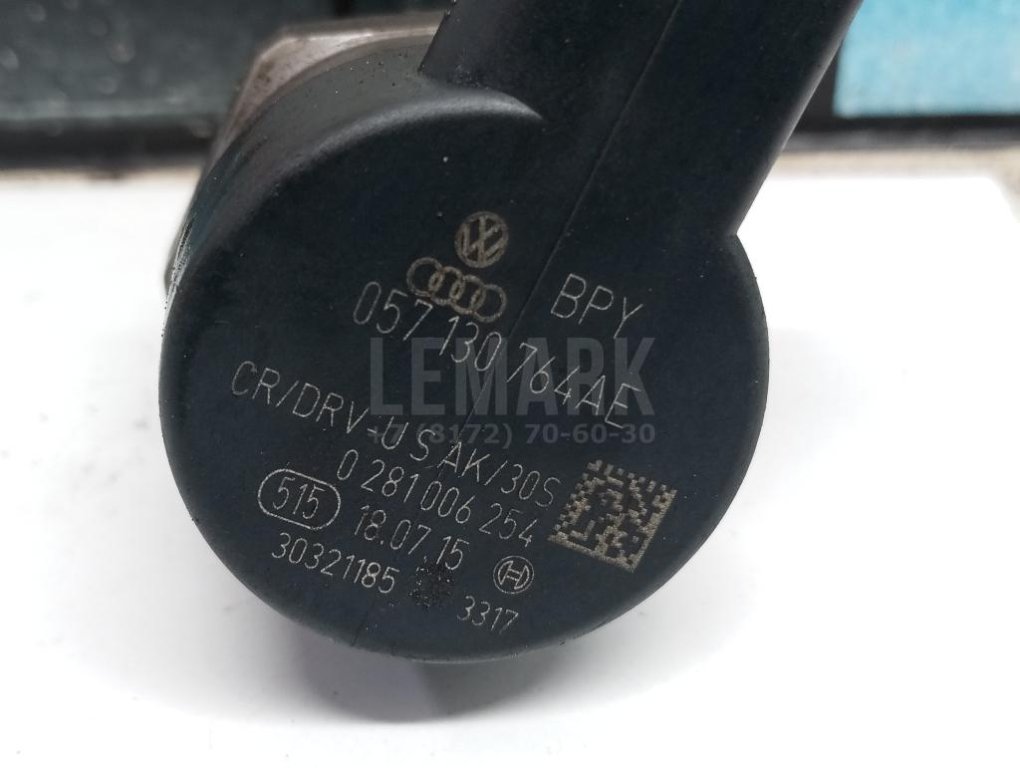 BPY
057 130 764AE
LEMARK
+7 (8172) 70-60-30
CR/DRV-U S AK/30S
0 281 006 254
515 18.07.15
30321185 3317